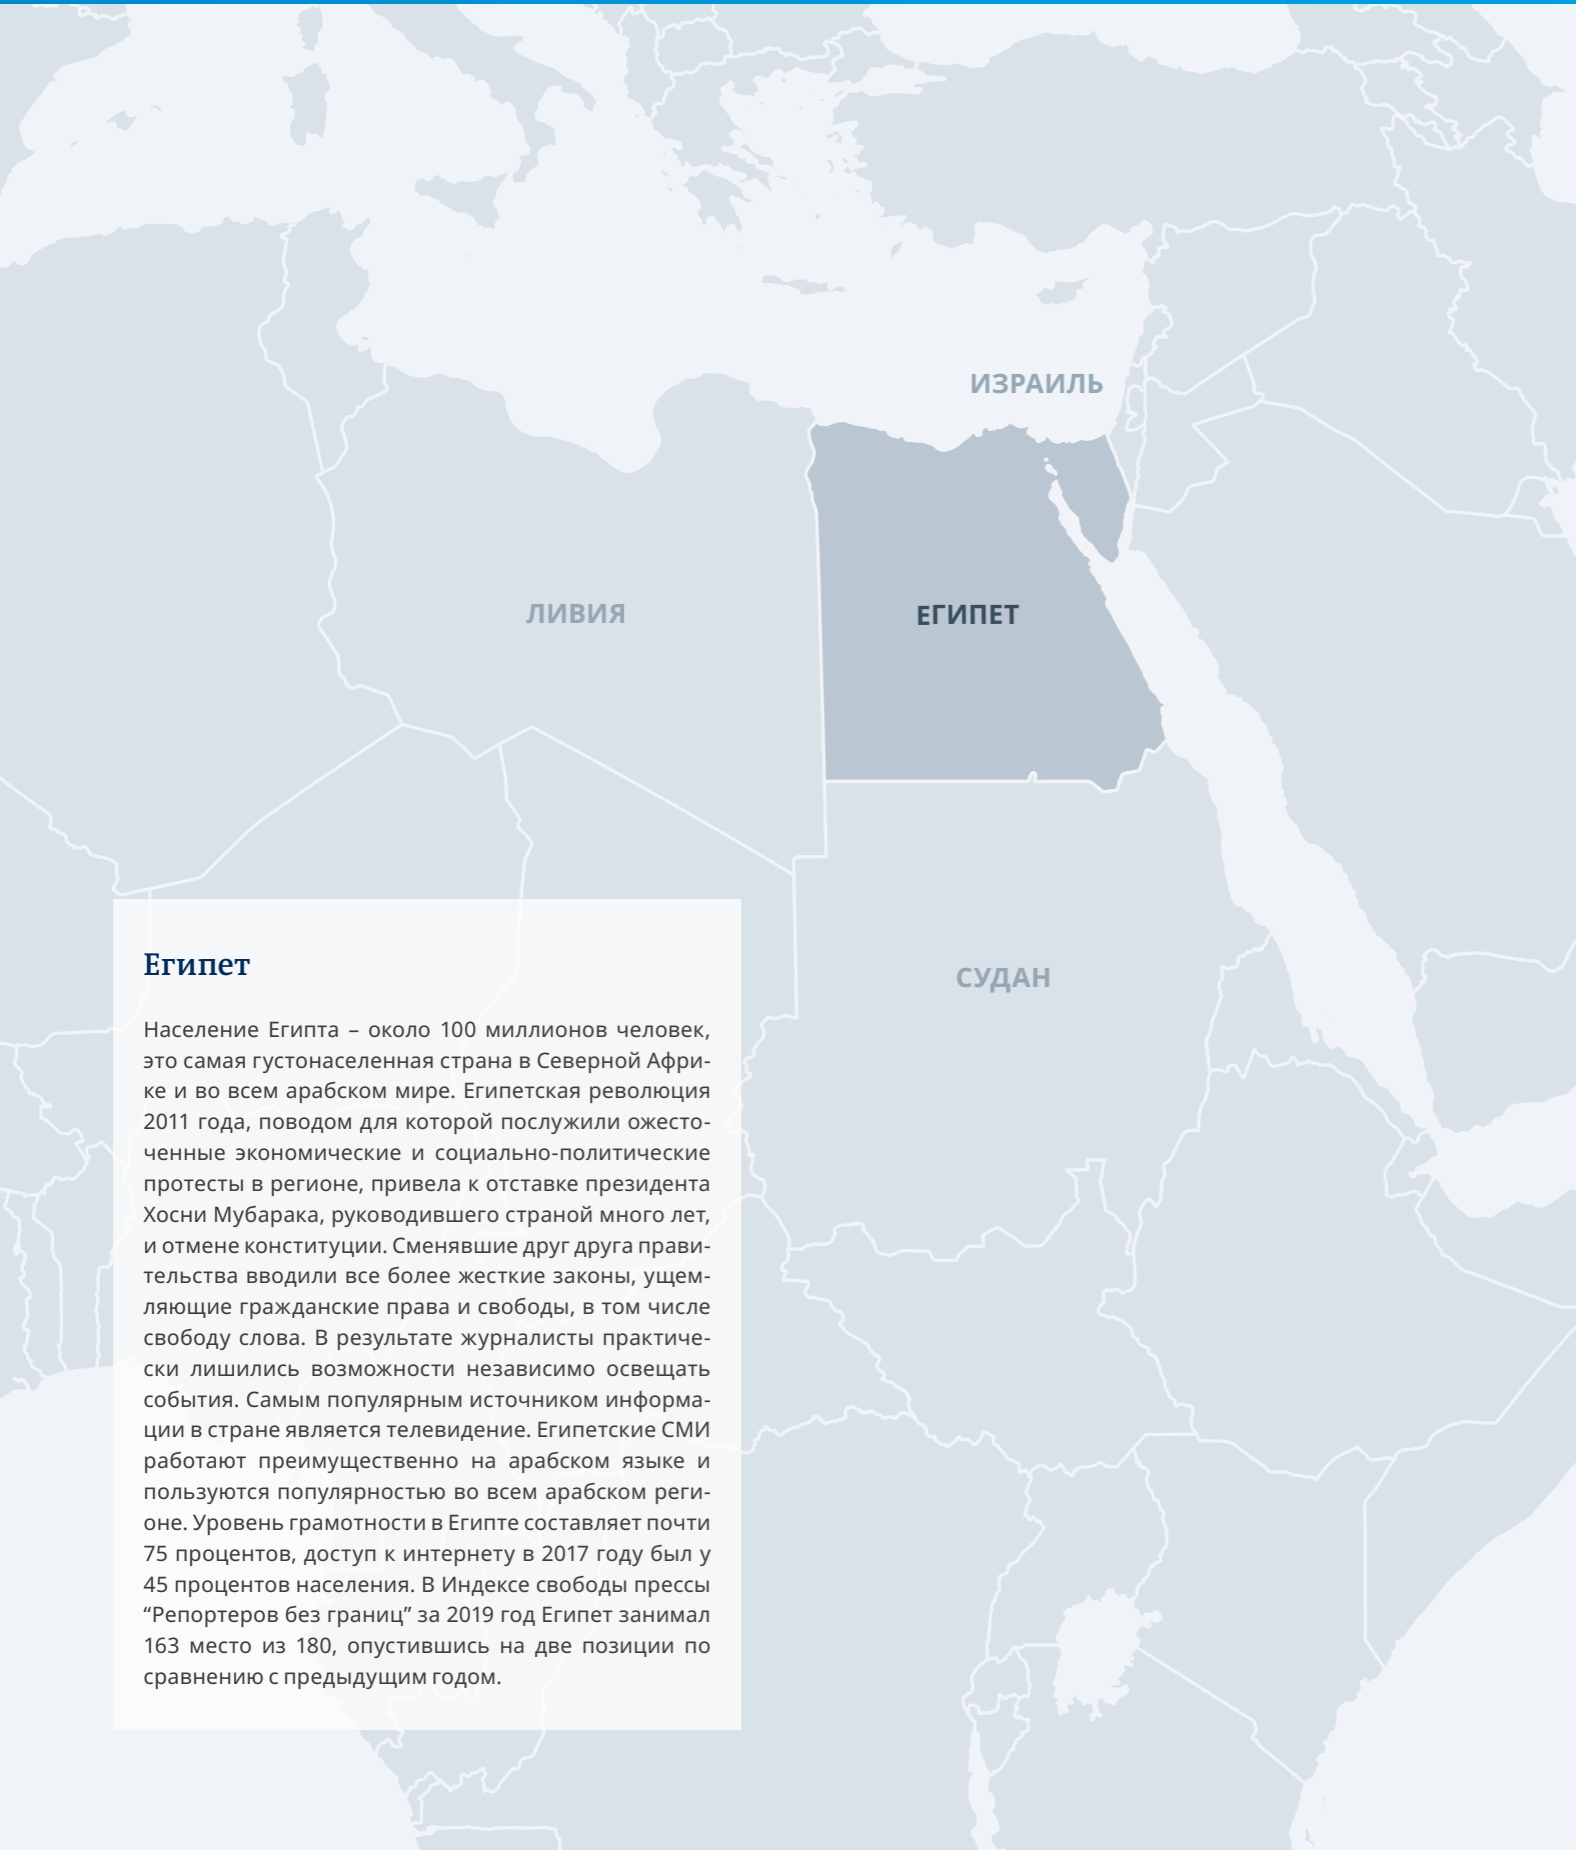 ИЗРАИЛЬ
ЛИВИЯ
ЕГИПЕТ
СУДАН
Египет
Население Египта – около 100 миллионов человек,
это самая густонаселенная страна в Северной Афри-
ке и во всем арабском мире. Египетская революция
2011 года, поводом для которой послужили ожесто-
ченные экономические и социально-политические
протесты в регионе, привела к отставке президента
Хосни Мубарака, руководившего страной много лет,
и отмене конституции. Сменявшие друг друга прави-
тельства вводили все более жесткие законы, ущем-
ляющие гражданские права и свободы, в том числе
свободу слова. В результате журналисты практиче-
ски лишились возможности независимо освещать
события. Самым популярным источником информа-
ции в стране является телевидение. Египетские СМИ
работают преимущественно на арабском языке и
пользуются популярностью во всем арабском реги-
оне. Уровень грамотности в Египте составляет почти
75 процентов, доступ к интернету в 2017 году был у
45 процентов населения. В Индексе свободы прессы
“Репортеров без границ” за 2019 год Египет занимал
163 место из 180, опустившись на две позиции по
сравнению с предыдущим годом.